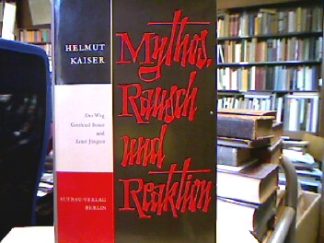 HELMUT
KAISER
Mythos,
Rausch
und
Reaktion
Der Weg
Gottfried Benns
und
Ernst Jüngers
AUFBAU-VERLAG
BERLIN